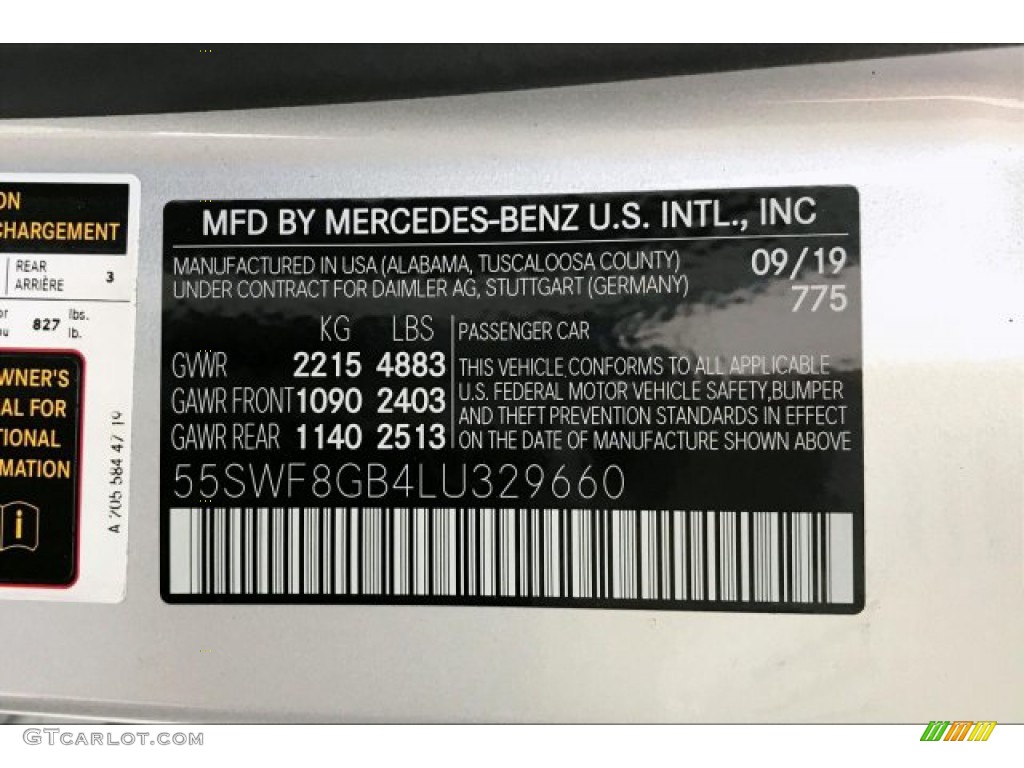 ON
CHARGEMENT
REAR
ARRIÈRE 3
or
au 827 lbs.
lb.
WNER'S
AL FOR
TIONAL
MATION
i
A 205 584 47 19
MFD BY MERCEDES-BENZ U.S. INTL., INC
MANUFACTURED IN USA (ALABAMA, TUSCALOOSA COUNTY) 09/19
UNDER CONTRACT FOR DAIMLER AG, STUTTGART (GERMANY) 775
KG LBS
GVWR 2215 4883
GAWR FRONT 1090 2403
GAWR REAR 1140 2513
PASSENGER CAR
THIS VEHICLE CONFORMS TO ALL APPLICABLE
U.S. FEDERAL MOTOR VEHICLE SAFETY, BUMPER
AND THEFT PREVENTION STANDARDS IN EFFECT
ON THE DATE OF MANUFACTURE SHOWN ABOVE
55SWF8GB4LU329660
GTCarlot.com